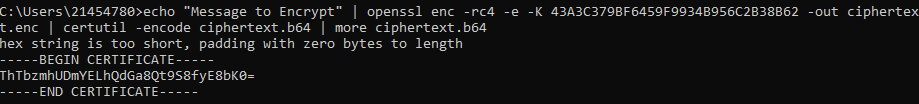 C:\Users\21454780>echo "Message to Encrypt" | openssl enc -rc4 -e -K 43A3C379BF6459F9934B956C2B38B62 -out ciphertex
t.enc | certutil -encode ciphertext.b64 | more ciphertext.b64
hex string is too short, padding with zero bytes to length
-----BEGIN CERTIFICATE-----
ThTbzmhUDmYELhQdGa8Qt9S8fyE8bK0=
-----END CERTIFICATE-----